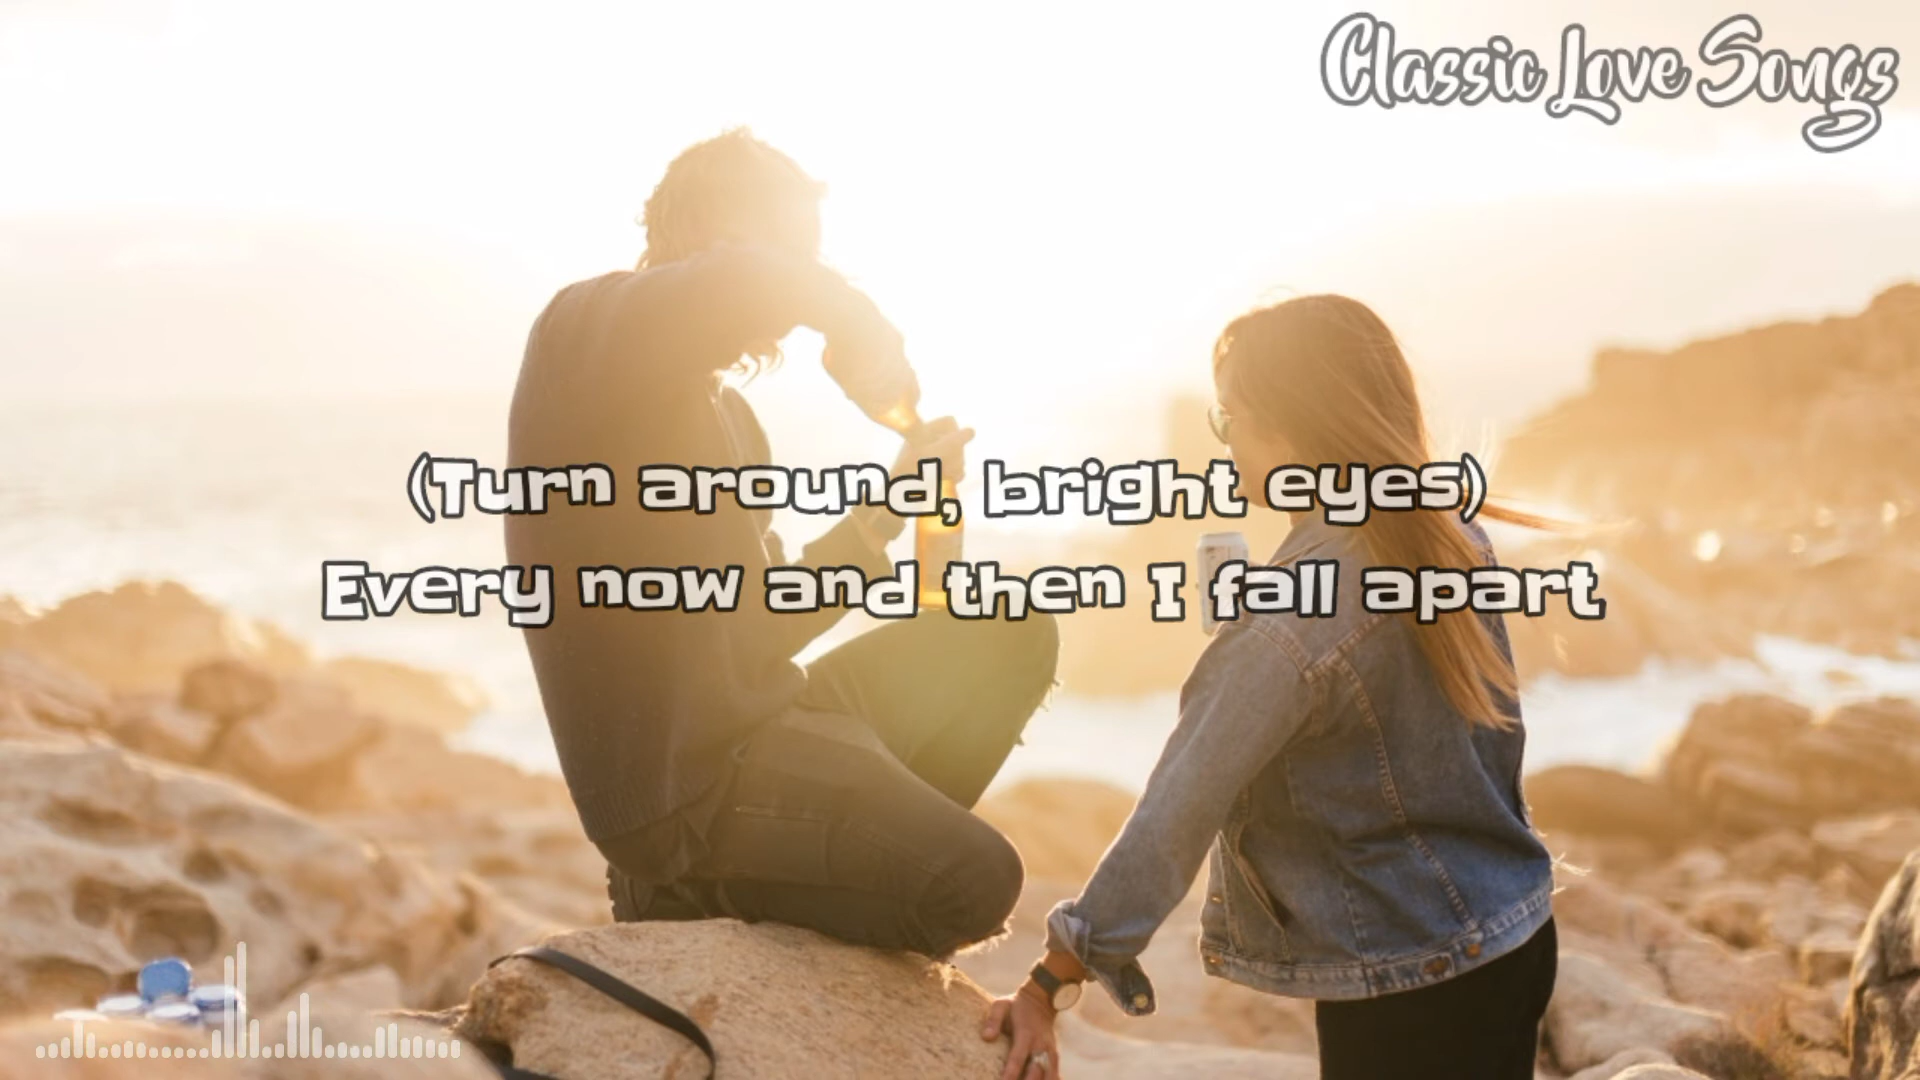 Classic Love Songs
(Turn around, bright eyes)
Every now and then I fall apart